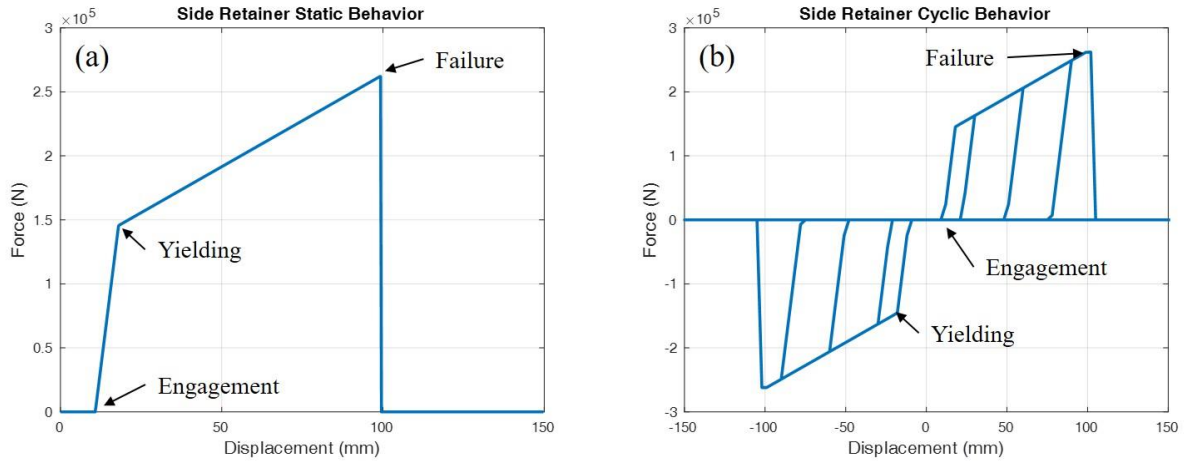 Side Retainer Static Behavior
×10⁵
(a)
Failure
Yielding
Engagement
3
2.5
2
1.5
1
0.5
0
Force (N)
0 50 100 150
Displacement (mm)
Side Retainer Cyclic Behavior
×10⁵
(b)
Failure
Engagement
Yielding
3
2
1
0
-1
-2
-3
Force (N)
-150 -100 -50 0 50 100 150
Displacement (mm)